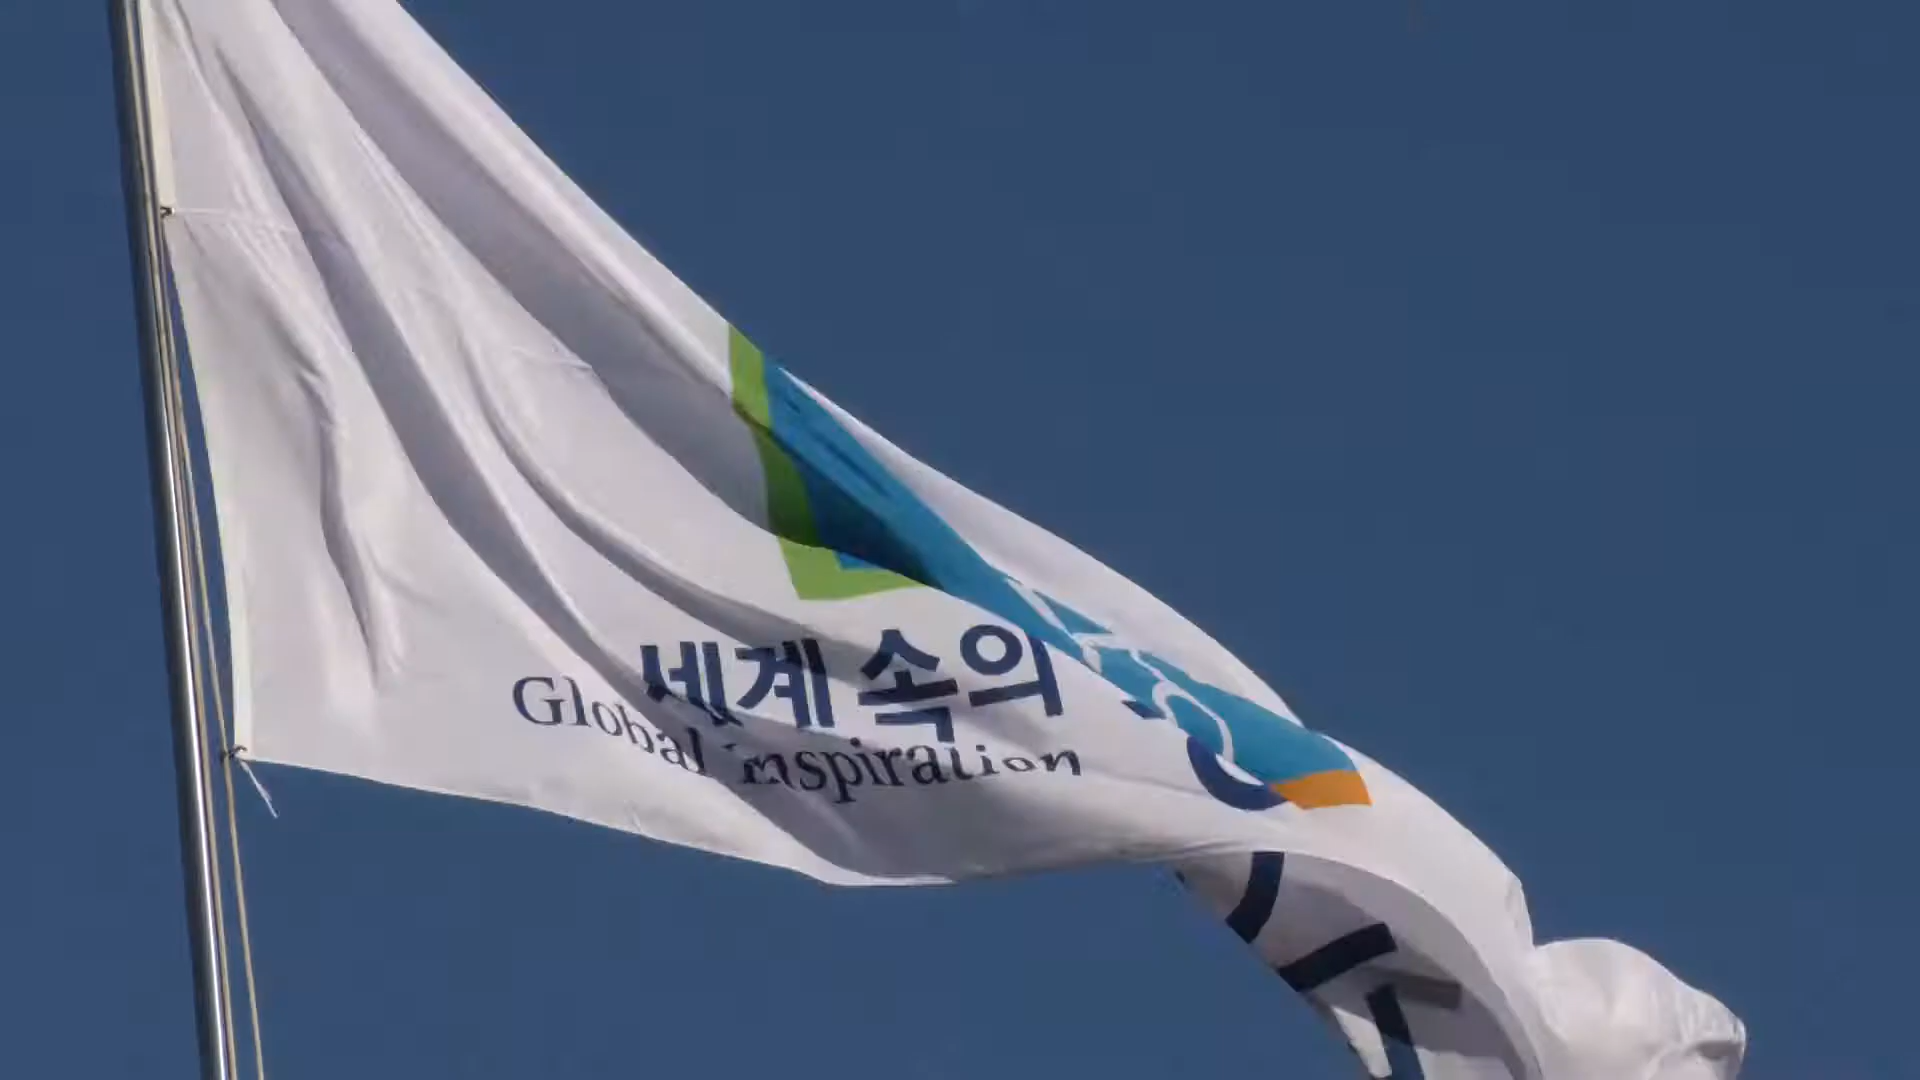 세계 속의
Global Inspiration